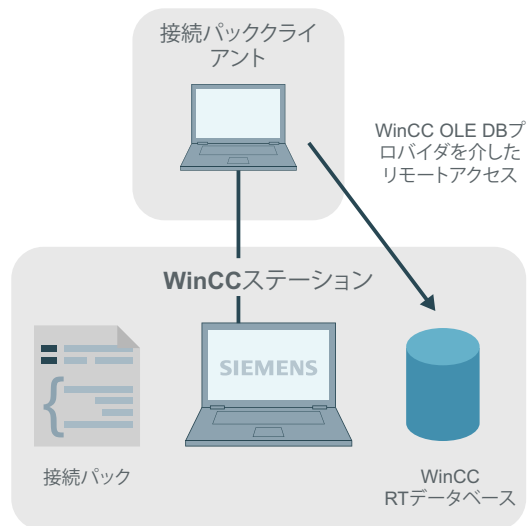 接続パッククライ
アント
WinCC OLE DBプ
ロバイダを介した
リモートアクセス
WinCCステーション
SIEMENS
接続パック
WinCC
RTデータベース